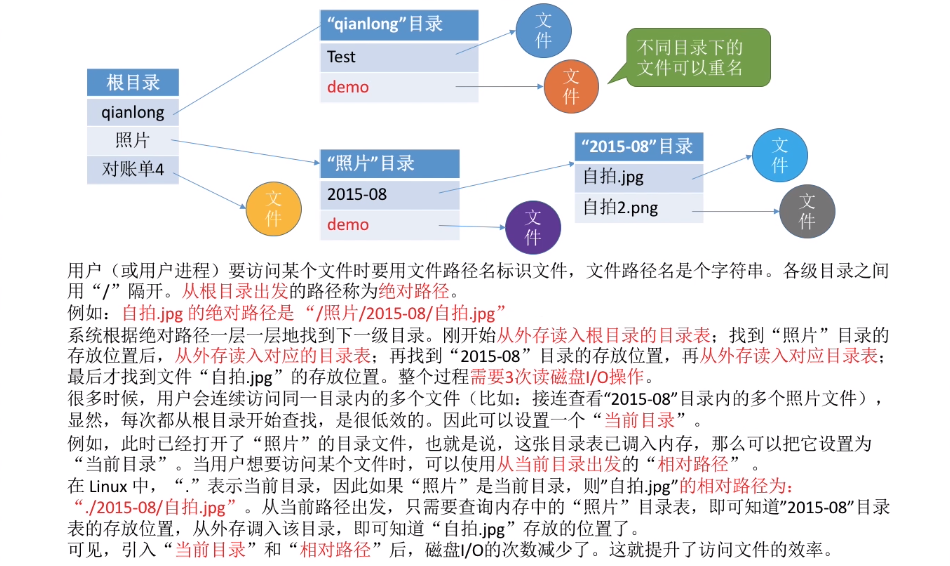 “qianlong”目录
Test
demo
文件
文件
不同目录下的
文件可以重名
根目录
qianlong
照片
对账单4
文件
“照片”目录
2015-08
demo
文件
“2015-08”目录
自拍.jpg
自拍2.png
文件
文件
用户（或用户进程）要访问某个文件时要用文件路径名标识文件，文件路径名是个字符串。各级目录之间
用“/”隔开。从根目录出发的路径称为绝对路径。
例如：自拍.jpg 的绝对路径是 “/照片/2015-08/自拍.jpg”
系统根据绝对路径一层一层地找到下一级目录。刚开始从外存读入根目录的目录表；找到“照片”目录的
存放位置后，从外存读入对应的目录表；再找到“2015-08”目录的存放位置，再从外存读入对应目录表；
最后才找到文件“自拍.jpg”的存放位置。整个过程需要3次读磁盘I/O操作。
很多时候，用户会连续访问同一目录内的多个文件（比如：接连查看“2015-08”目录内的多个照片文件），
显然，每次都从根目录开始查找，是很低效的。因此可以设置一个“当前目录”。
例如，此时已经打开了“照片”的目录文件，也就是说，这张目录表已调入内存，那么可以把它设置为
“当前目录”。当用户想要访问某个文件时，可以使用从当前目录出发的“相对路径” 。
在 Linux 中，“.”表示当前目录，因此如果“照片”是当前目录，则”自拍.jpg”的相对路径为：
“./2015-08/自拍.jpg”。从当前路径出发，只需要查询内存中的“照片”目录表，即可知道”2015-08”目录
表的存放位置，从外存调入该目录，即可知道“自拍.jpg”存放的位置了。
可见，引入“当前目录”和“相对路径”后，磁盘I/O的次数减少了。这就提升了访问文件的效率。